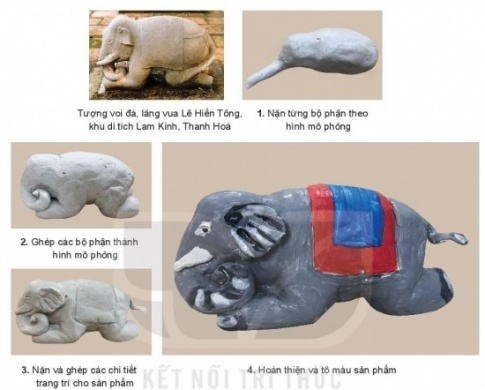 Tượng voi đá, lăng vua Lê Hiển Tông,
khu di tích Lam Kinh, Thanh Hoá
1. Nặn từng bộ phận theo
hình mô phỏng
2. Ghép các bộ phận thành
hình mô phỏng
3. Nặn và ghép các chi tiết
trang trí cho sản phẩm
4. Hoàn thiện và tô màu sản phẩm
KẾT NỐI TRI THỨC